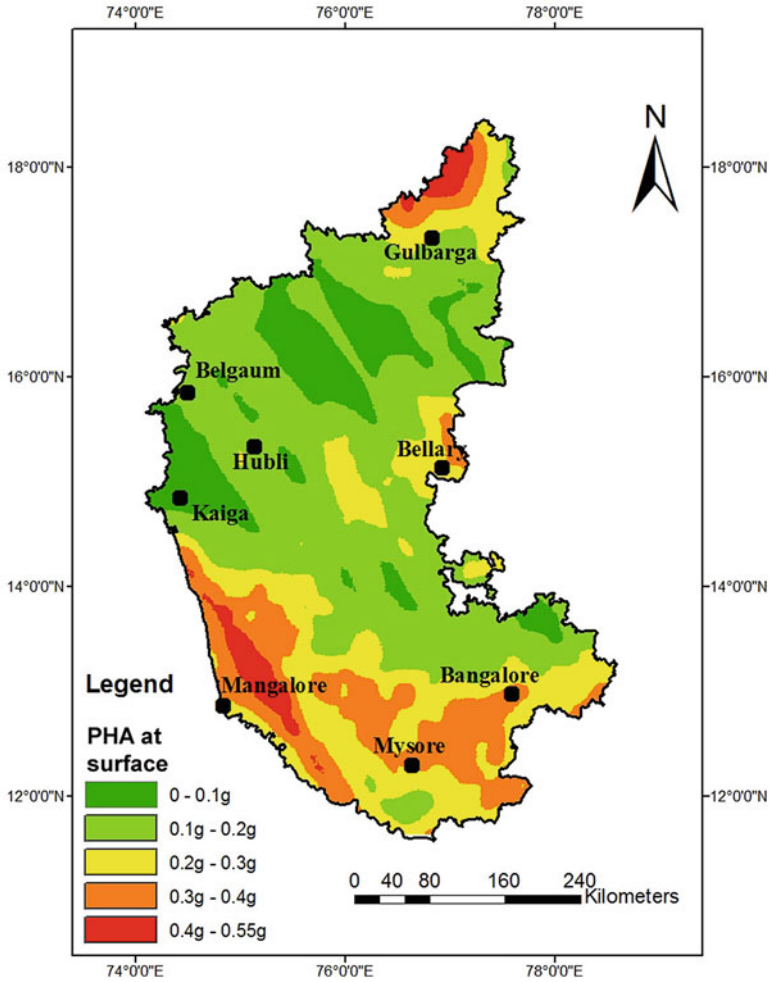 74°0'0"E 76°0'0"E 78°0'0"E
N
18°0'0"N 18°0'0"N
Gulbarga
16°0'0"N 16°0'0"N
Belgaum
Hubli
Bellary
Kaiga
14°0'0"N 14°0'0"N
Legend
Mangalore
Bangalore
PHA at
surface
Mysore
0 - 0.1g
12°0'0"N 12°0'0"N
0.1g - 0.2g
0.2g - 0.3g
0.3g - 0.4g
0.4g - 0.55g
0 40 80 160 240
Kilometers
74°0'0"E 76°0'0"E 78°0'0"E